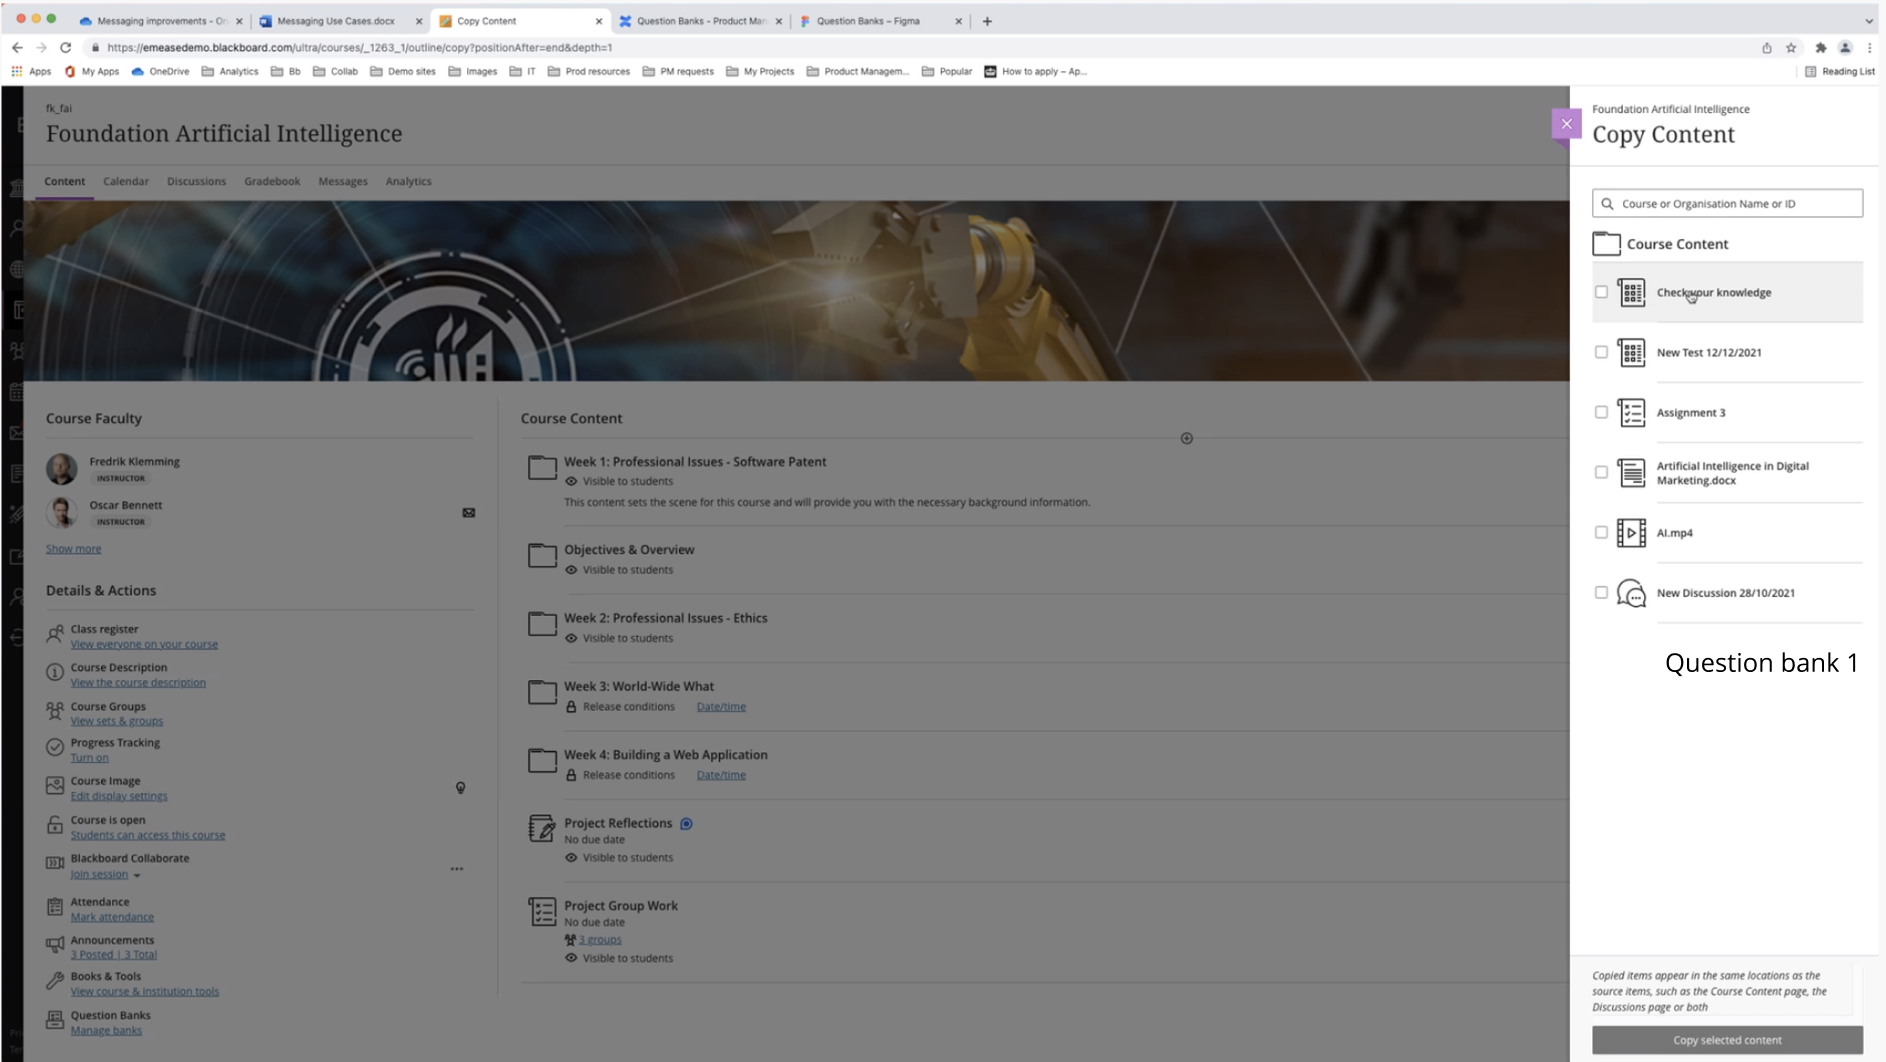 Messaging improvements - On
Messaging Use Cases.docx
Copy Content
Question Banks - Product Man
Question Banks – Figma
https://emeasedemo.blackboard.com/ultra/courses/_1263_1/outline/copy?positionAfter=end&depth=1
Apps
My Apps
OneDrive
Analytics
Bb
Collab
Demo sites
Images
IT
Prod resources
PM requests
My Projects
Product Managem...
Popular
How to apply – Ap...
Reading List
fk_fai
Foundation Artificial Intelligence
Content
Calendar
Discussions
Gradebook
Messages
Analytics
Course Faculty
Fredrik Klemming
INSTRUCTOR
Oscar Bennett
INSTRUCTOR
Show more
Details & Actions
Class register
View everyone on your course
Course Description
View the course description
Course Groups
View sets & groups
Progress Tracking
Turn on
Course Image
Edit display settings
Course is open
Students can access this course
Blackboard Collaborate
Join session
Attendance
Mark attendance
Announcements
3 Posted | 3 Total
Books & Tools
View course & institution tools
Question Banks
Manage banks
Course Content
Week 1: Professional Issues - Software Patent
Visible to students
This content sets the scene for this course and will provide you with the necessary background information.
Objectives & Overview
Visible to students
Week 2: Professional Issues - Ethics
Visible to students
Week 3: World-Wide What
Release conditions Date/time
Week 4: Building a Web Application
Release conditions Date/time
Project Reflections
No due date
Visible to students
Project Group Work
No due date
3 groups
Visible to students
Foundation Artificial Intelligence
Copy Content
Course or Organisation Name or ID
Course Content
Check your knowledge
New Test 12/12/2021
Assignment 3
Artificial Intelligence in Digital
Marketing.docx
AI.mp4
New Discussion 28/10/2021
Question bank 1
Copied items appear in the same locations as the
source items, such as the Course Content page, the
Discussions page or both
Copy selected content